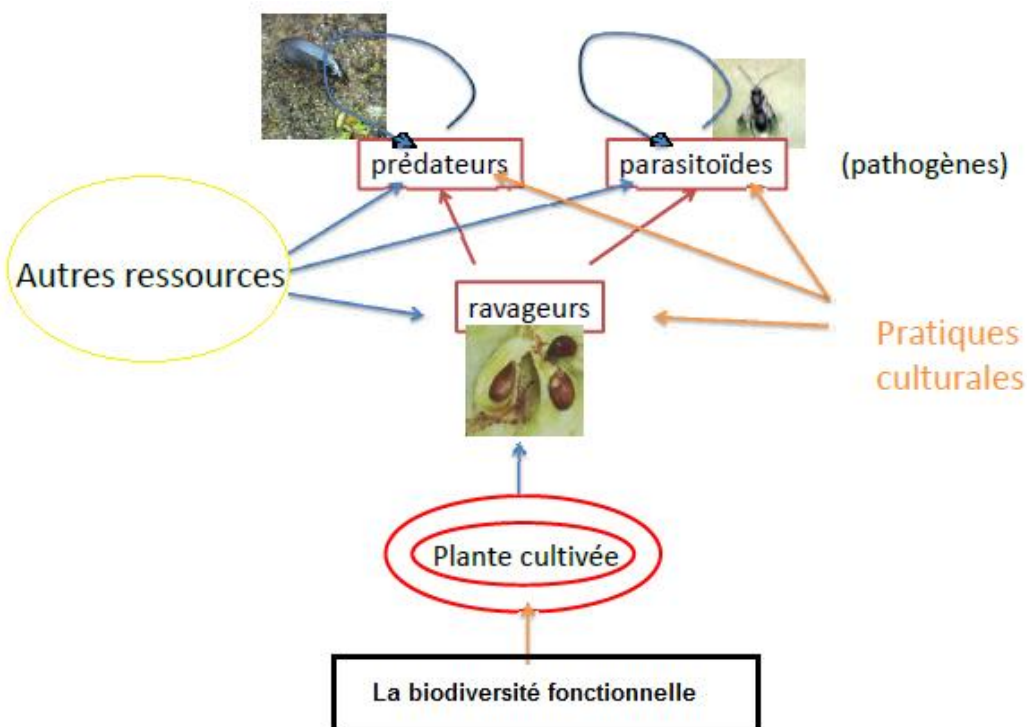 prédateurs
parasitoïdes
(pathogènes)
Autres ressources
ravageurs
Pratiques
culturales
Plante cultivée
La biodiversité fonctionnelle